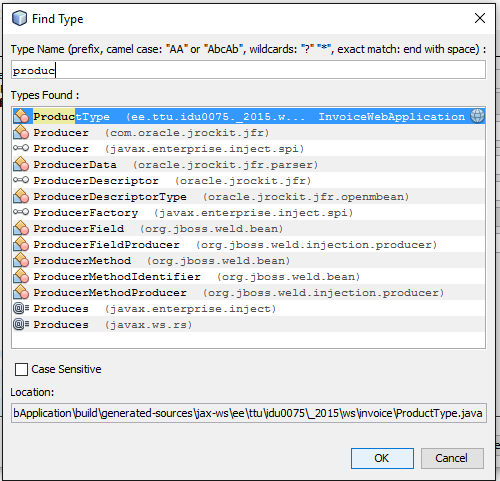 Find Type
Type Name (prefix, camel case: "AA" or "AbcAb", wildcards: "?" "*", exact match: end with space) :
produc
Types Found :
ProductType (ee.ttu.idu0075._2015.w... InvoiceWebApplication
Producer (com.oracle.jrockit.jfr)
Producer (javax.enterprise.inject.spi)
ProducerData (oracle.jrockit.jfr.parser)
ProducerDescriptor (oracle.jrockit.jfr)
ProducerDescriptorType (oracle.jrockit.jfr.openmbean)
ProducerFactory (javax.enterprise.inject.spi)
ProducerField (org.jboss.weld.bean)
ProducerFieldProducer (org.jboss.weld.injection.producer)
ProducerMethod (org.jboss.weld.bean)
ProducerMethodIdentifier (org.jboss.weld.bean)
ProducerMethodProducer (org.jboss.weld.injection.producer)
Produces (javax.enterprise.inject)
Produces (javax.ws.rs)
Case Sensitive
Location:
bApplication\build\generated-sources\jax-ws\ee\ttu\idu0075\_2015\ws\invoice\ProductType.java
OK Cancel